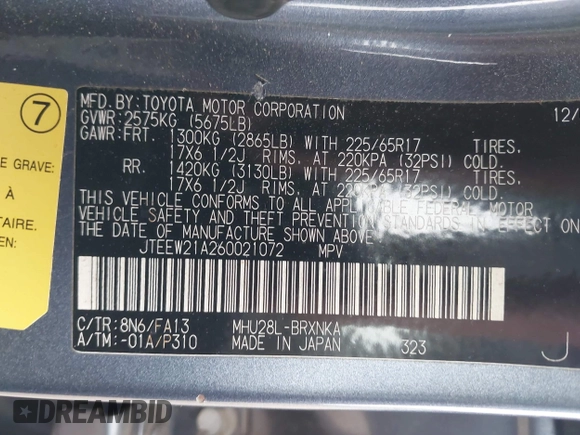 7
E GRAVE:
À
TAIRE.
EN:
MFD. BY: TOYOTA MOTOR CORPORATION 12/
GVWR: 2575KG (5675LB)
GAWR: FRT. 1300KG (2865LB) WITH 225/65R17 TIRES.
17X6 1/2J RIMS. AT 220KPA (32PSI) COLD.
RR. 1420KG (3130LB) WITH 225/65R17 TIRES.
17X6 1/2J RIMS. AT (32PSI) COLD.
THIS VEHICLE CONFORMS TO ALL APPLICABLE FEDERAL MOTOR
VEHICLE SAFETY AND THEFT PREVENTION STANDARDS IN EFFECT ON
THE DATE OF MANUFACTURE SHOWN ABOVE.
JTEEW21A260021072 MPV
C/TR: 8N6/FA13 MHU28L-BRXNKA
A/TM: -01A/P310 MADE IN JAPAN 323 J
DREAMBID